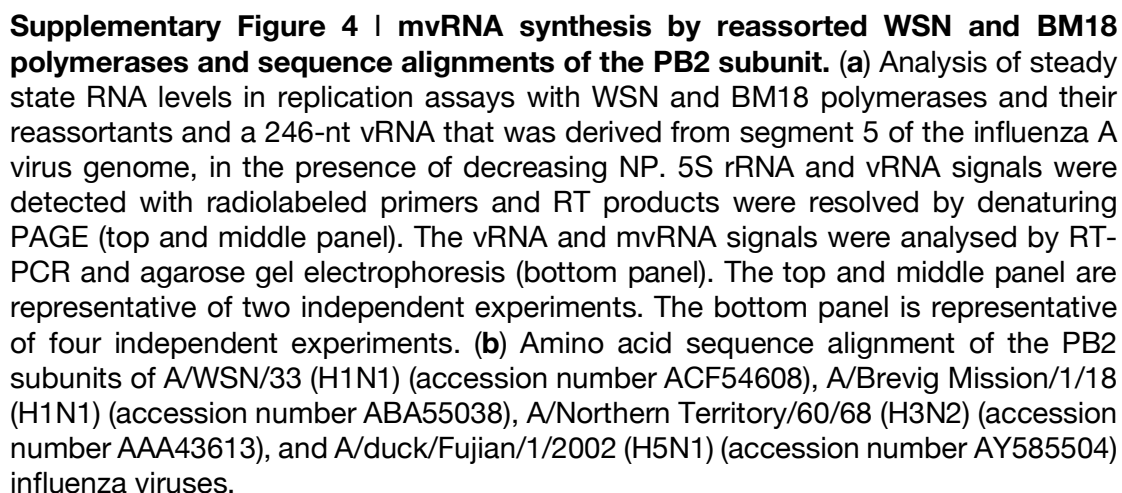 Supplementary Figure 4 | mvRNA synthesis by reassorted WSN and BM18
polymerases and sequence alignments of the PB2 subunit. (a) Analysis of steady
state RNA levels in replication assays with WSN and BM18 polymerases and their
reassortants and a 246-nt vRNA that was derived from segment 5 of the influenza A
virus genome, in the presence of decreasing NP. 5S rRNA and vRNA signals were
detected with radiolabeled primers and RT products were resolved by denaturing
PAGE (top and middle panel). The vRNA and mvRNA signals were analysed by RT-
PCR and agarose gel electrophoresis (bottom panel). The top and middle panel are
representative of two independent experiments. The bottom panel is representative
of four independent experiments. (b) Amino acid sequence alignment of the PB2
subunits of A/WSN/33 (H1N1) (accession number ACF54608), A/Brevig Mission/1/18
(H1N1) (accession number ABA55038), A/Northern Territory/60/68 (H3N2) (accession
number AAA43613), and A/duck/Fujian/1/2002 (H5N1) (accession number AY585504)
influenza viruses.